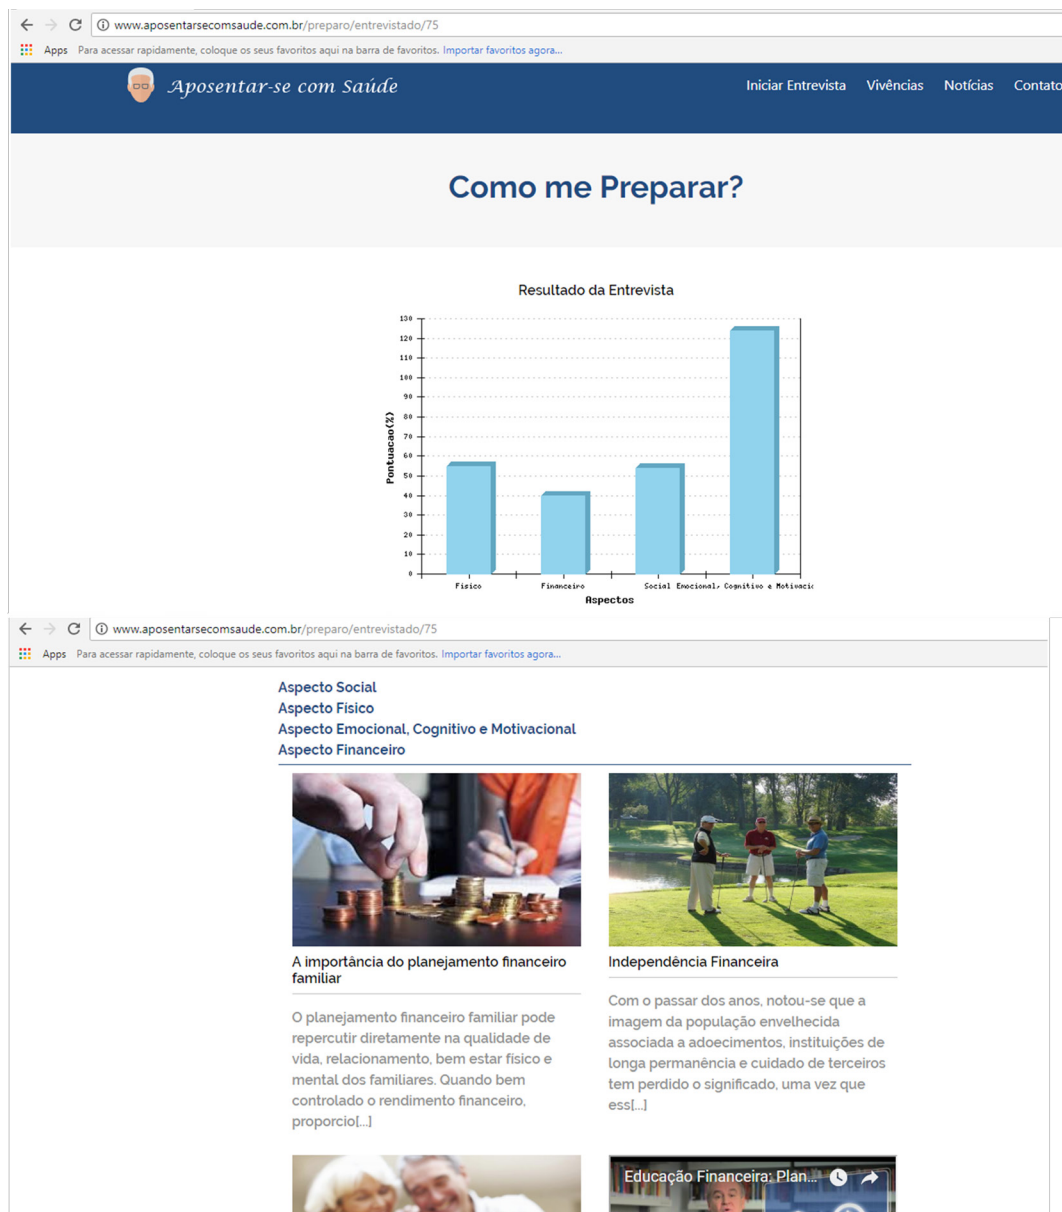 www.aposentarsecomsaude.com.br/preparo/entrevistado/75
Apps Para acessar rapidamente, coloque os seus favoritos aqui na barra de favoritos. Importar favoritos agora...
Aposentar-se com Saúde
Iniciar Entrevista Vivências Notícias Contato
Como me Preparar?
Resultado da Entrevista
130
120
110
100
90
80
70
60
50
40
30
20
10
0
Pontuacao(%)
Fisico Financeiro Social Emocional, Cognitivo e Motivacio
Aspectos
www.aposentarsecomsaude.com.br/preparo/entrevistado/75
Apps Para acessar rapidamente, coloque os seus favoritos aqui na barra de favoritos. Importar favoritos agora...
Aspecto Social
Aspecto Físico
Aspecto Emocional, Cognitivo e Motivacional
Aspecto Financeiro
A importância do planejamento financeiro
familiar
O planejamento financeiro familiar pode
repercutir diretamente na qualidade de
vida, relacionamento, bem estar físico e
mental dos familiares. Quando bem
controlado o rendimento financeiro,
proporcio[...]
Independência Financeira
Com o passar dos anos, notou-se que a
imagem da população envelhecida
associada a adoecimentos, instituições de
longa permanência e cuidado de terceiros
tem perdido o significado, uma vez que
ess[...]
Educação Financeira: Plan...